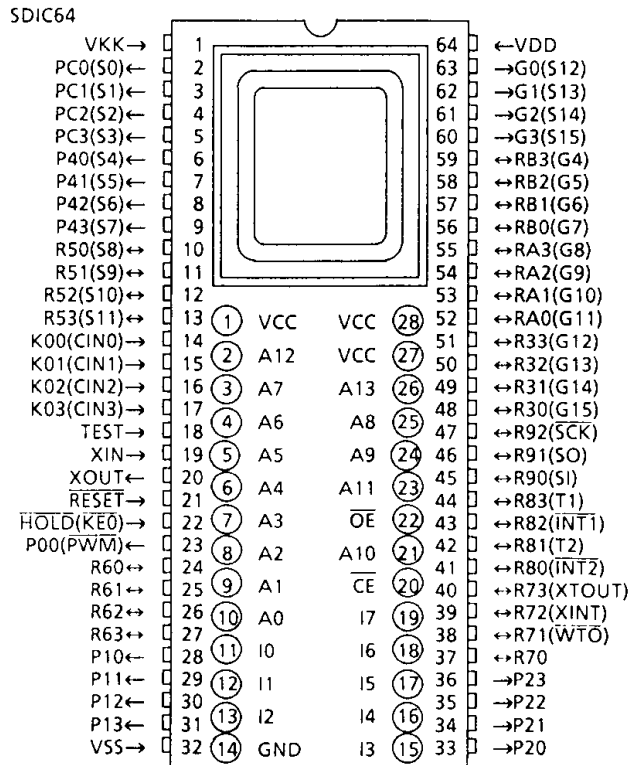 SDIC64
VKK→ 1 64 ←VDD
PC0(S0)← 2 63 →G0(S12)
PC1(S1)← 3 62 →G1(S13)
PC2(S2)← 4 61 →G2(S14)
PC3(S3)← 5 60 →G3(S15)
P40(S4)← 6 59 ↔RB3(G4)
P41(S5)← 7 58 ↔RB2(G5)
P42(S6)← 8 57 ↔RB1(G6)
P43(S7)← 9 56 ↔RB0(G7)
R50(S8)↔ 10 55 ↔RA3(G8)
R51(S9)↔ 11 54 ↔RA2(G9)
R52(S10)↔ 12 53 ↔RA1(G10)
R53(S11)↔ 13 1 VCC VCC 28 52 ↔RA0(G11)
K00(CIN0)→ 14 51 ↔R33(G12)
K01(CIN1)→ 15 2 A12 VCC 27 50 ↔R32(G13)
K02(CIN2)→ 16 3 A7 A13 26 49 ↔R31(G14)
K03(CIN3)→ 17 48 ↔R30(G15)
TEST→ 18 4 A6 A8 25 47 ↔R92(S̅C̅K̅)
XIN→ 19 5 A5 A9 24 46 ↔R91(SO)
XOUT← 20 45 ↔R90(SI)
R̅E̅S̅E̅T̅→ 21 6 A4 A11 23 44 ↔R83(T1)
H̅O̅L̅D̅(K̅E̅0̅)→ 22 7 A3 O̅E̅ 22 43 ↔R82(I̅N̅T̅1̅)
P00(P̅W̅M̅)← 23 8 A2 A10 21 42 ↔R81(T2)
R60↔ 24 41 ↔R80(I̅N̅T̅2̅)
R61↔ 25 9 A1 C̅E̅ 20 40 ↔R73(XTOUT)
R62↔ 26 10 A0 I7 19 39 ↔R72(XINT)
R63↔ 27 38 ↔R71(W̅T̅O̅)
P10← 28 11 I0 I6 18 37 ↔R70
P11← 29 12 I1 I5 17 36 →P23
P12← 30 35 →P22
P13← 31 13 I2 I4 16 34 →P21
VSS→ 32 14 GND I3 15 33 →P20